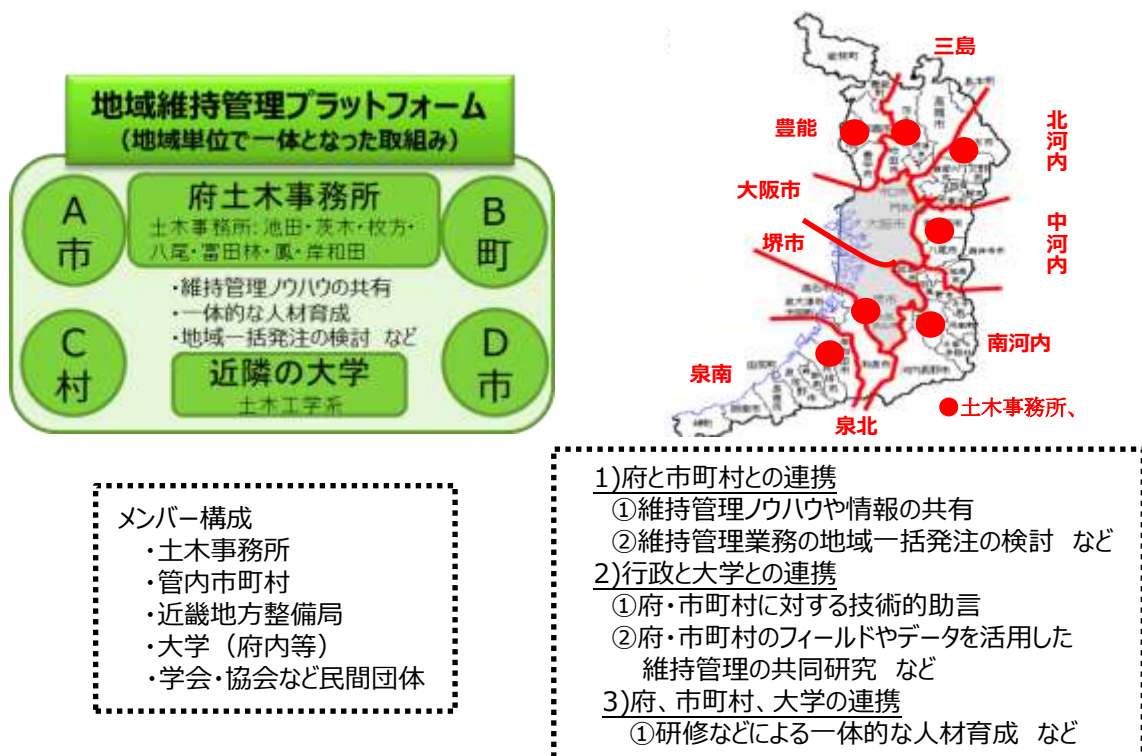 地域維持管理プラットフォーム
(地域単位で一体となった取組み)
A市
府土木事務所
土木事務所:池田・茨木・枚方・
八尾・富田林・鳳・岸和田
B町
・維持管理ノウハウの共有
・一体的な人材育成
・地域一括発注の検討 など
C村
近隣の大学
土木工学系
D市
三島
豊能
北河内
大阪市
中河内
堺市
南河内
泉南
泉北
●土木事務所、
大阪市
八尾市
メンバー構成
・土木事務所
・管内市町村
・近畿地方整備局
・大学(府内等)
・学会・協会など民間団体
1)府と市町村との連携
①維持管理ノウハウや情報の共有
②維持管理業務の地域一括発注の検討 など
2)行政と大学との連携
①府・市町村に対する技術的助言
②府・市町村のフィールドやデータを活用した
維持管理の共同研究 など
3)府、市町村、大学の連携
①研修などによる一体的な人材育成 など